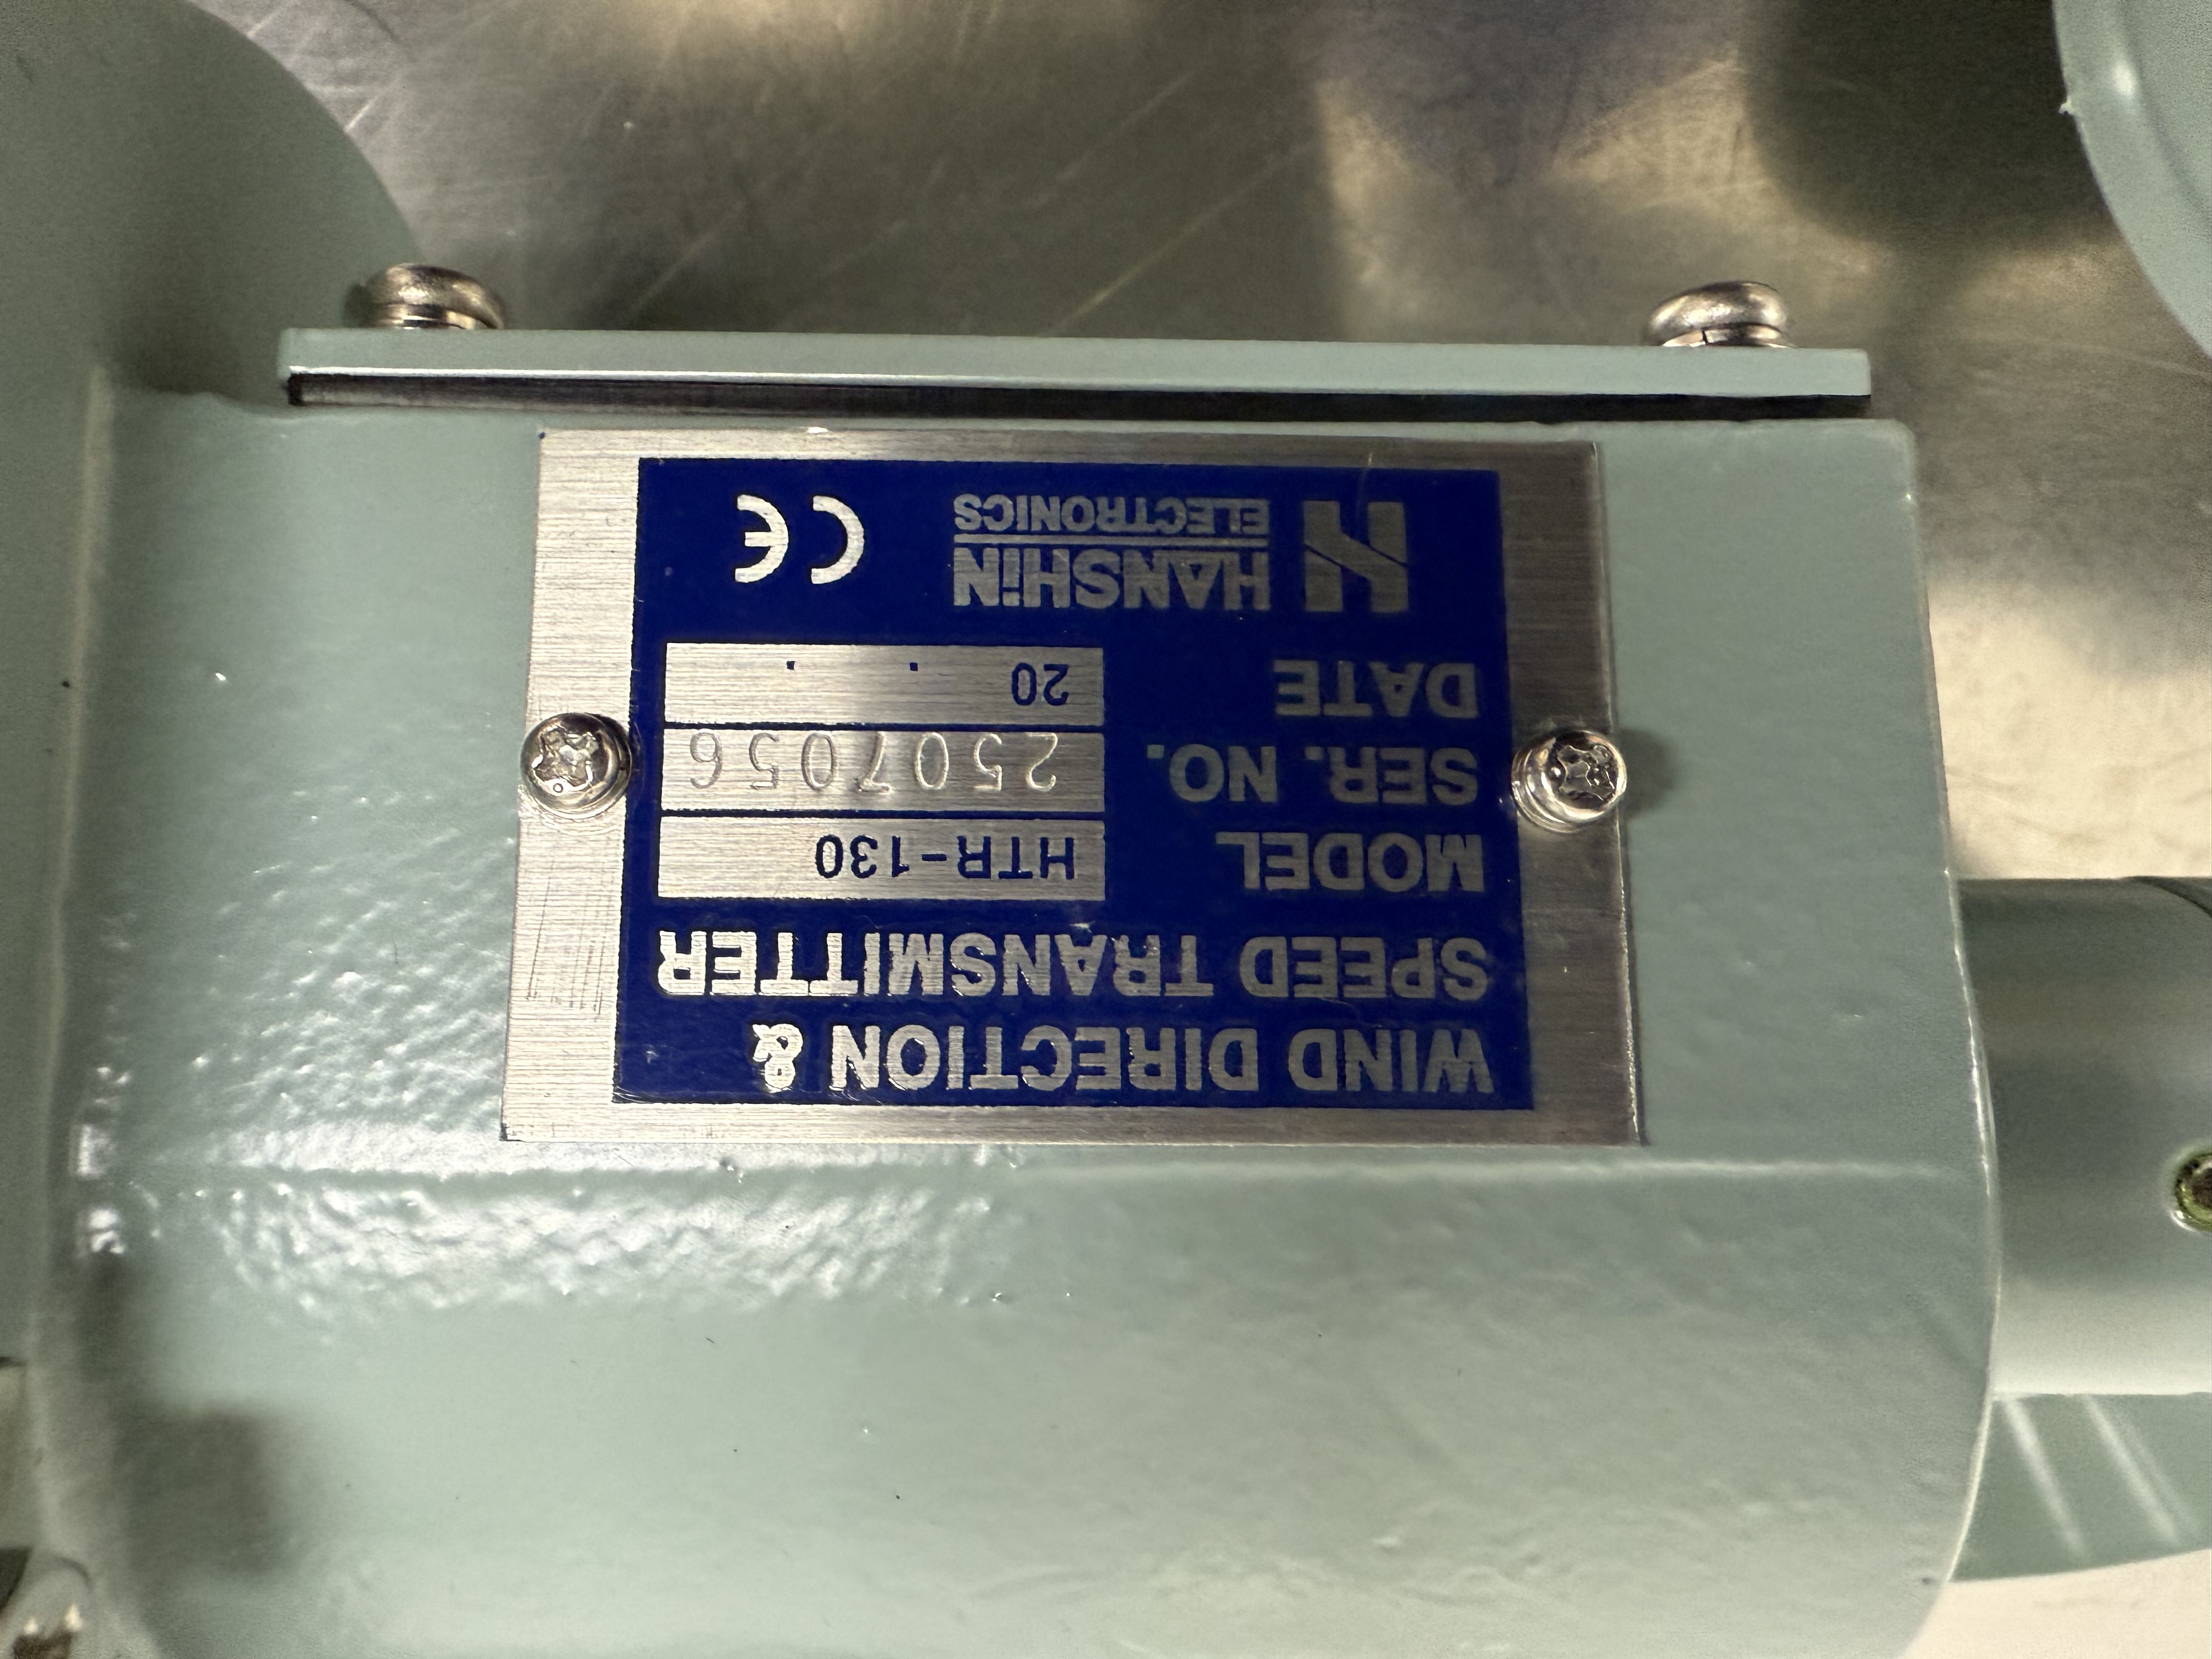 WIND DIRECTION &
SPEED TRANSMITTER
MODEL HTR-130
SER. NO. 2507056
DATE 20 . .
HANSHIN
ELECTRONICS
CE